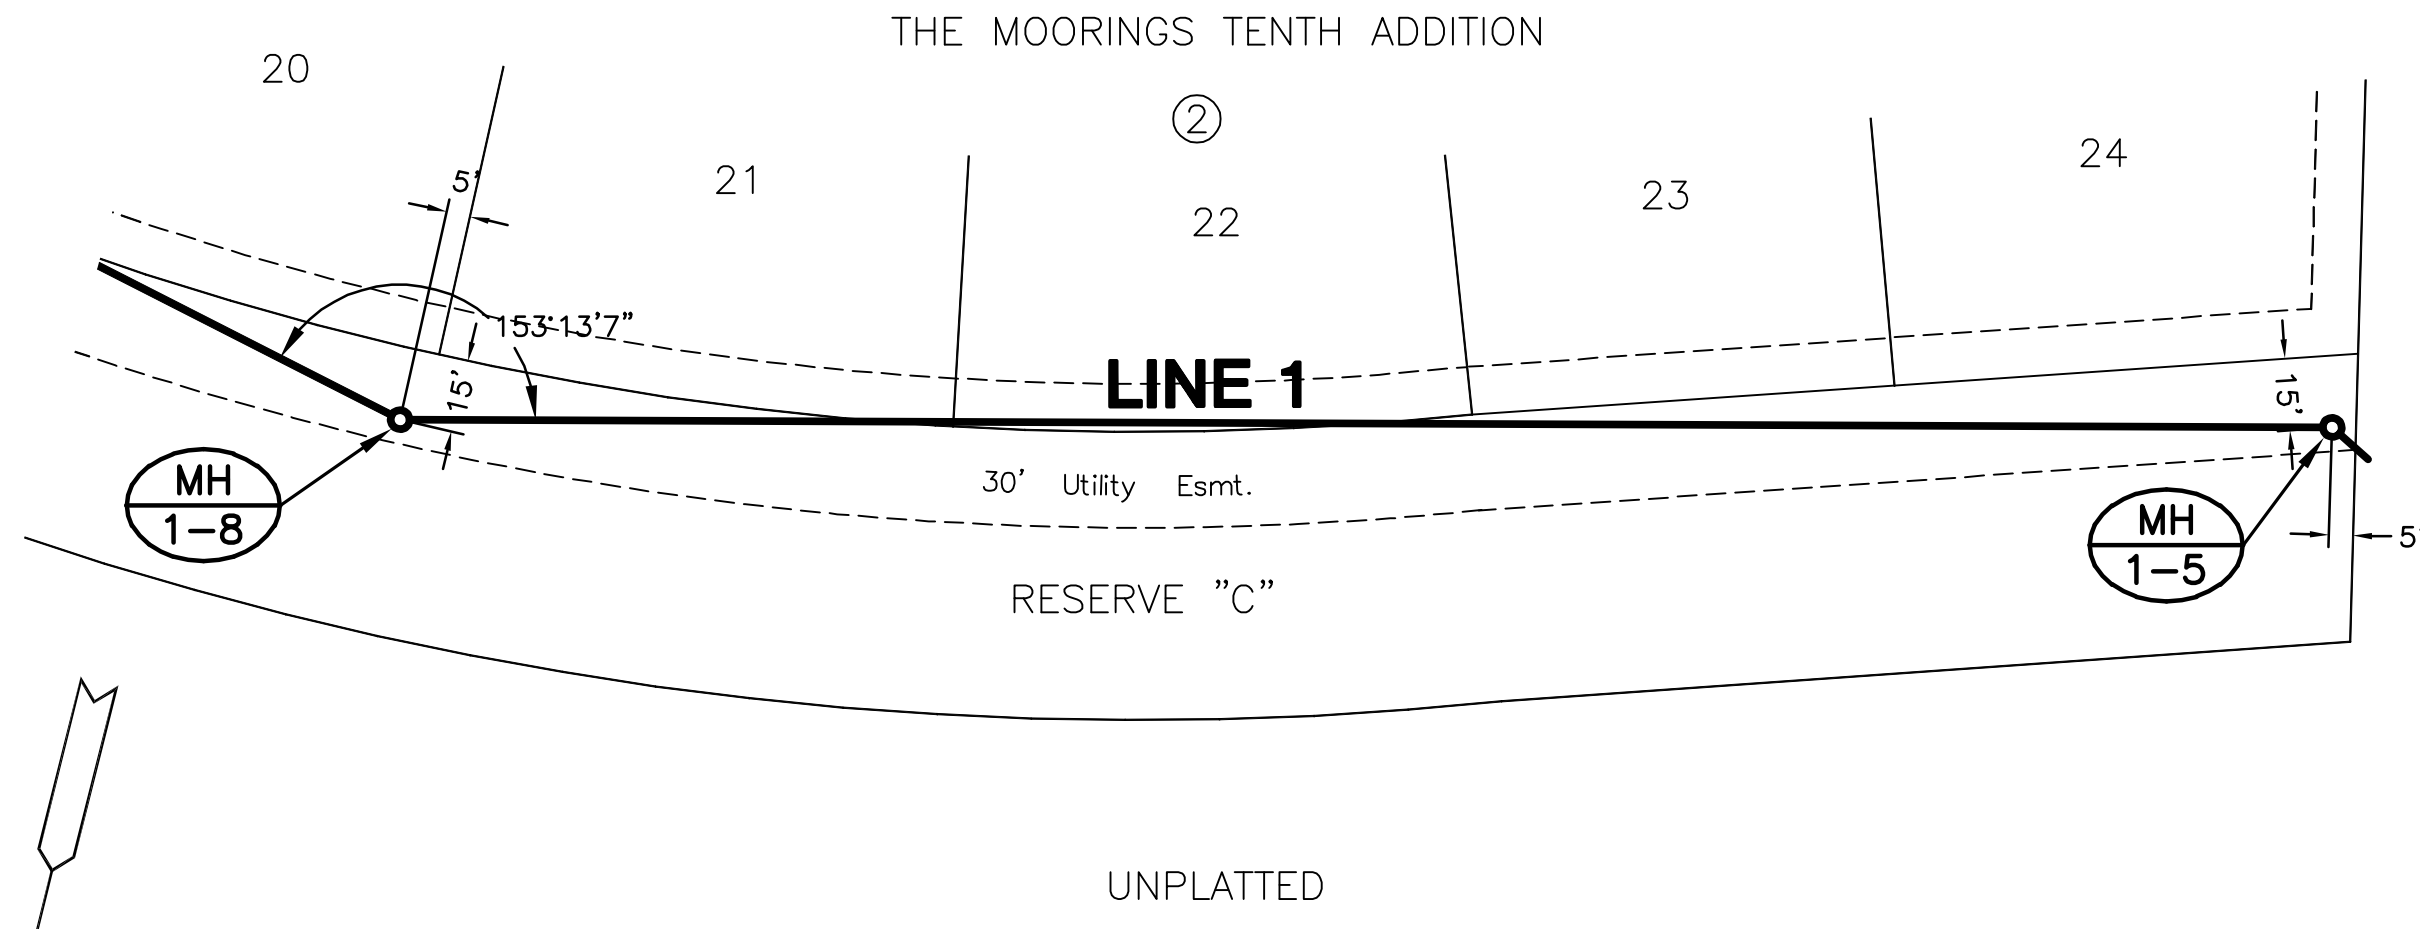 THE MOORINGS TENTH ADDITION
20
2
24
5'
21
23
22
153°13'7"
LINE 1
15'
15'
30' Utility Esmt.
MH
1-8
MH
1-5
5'
RESERVE "C"
UNPLATTED